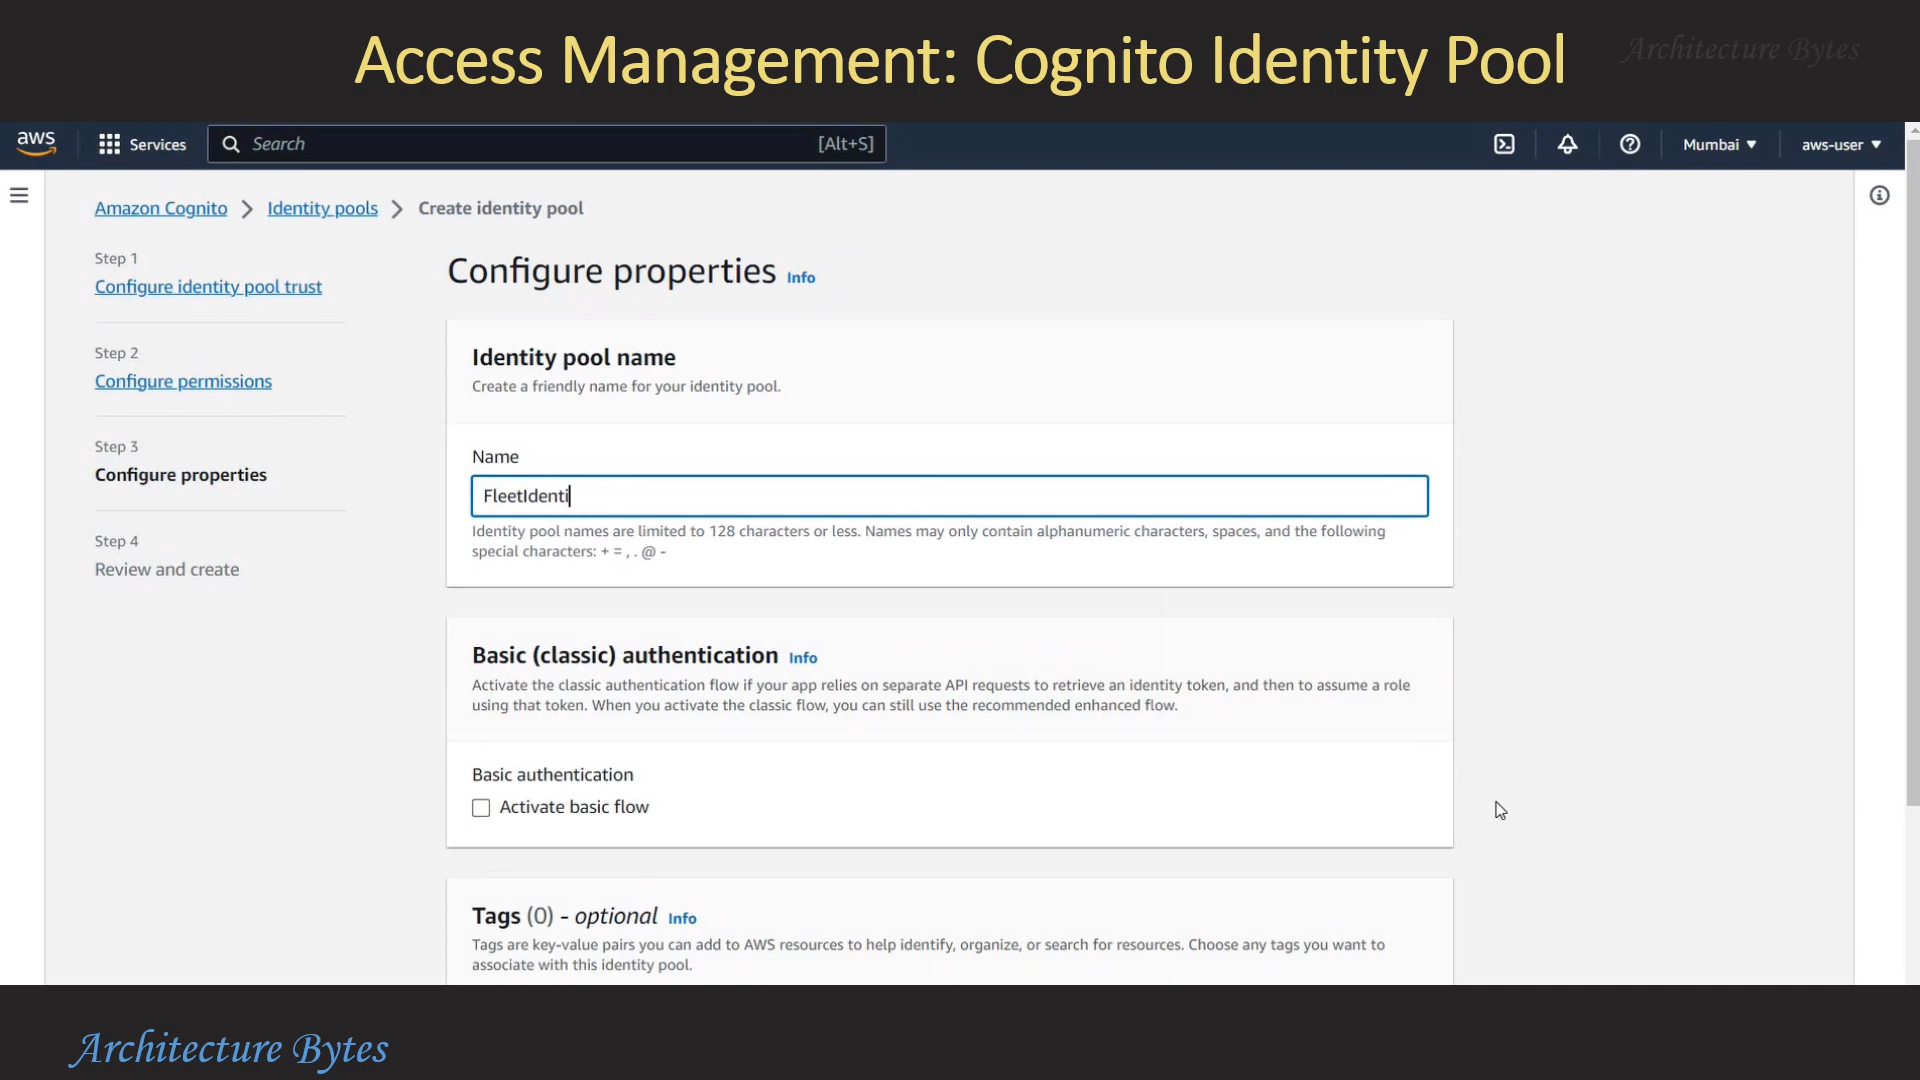 Access Management: Cognito Identity Pool
Architecture Bytes
aws
Services
Search
[Alt+S]
Mumbai
aws-user
Amazon Cognito
Identity pools
Create identity pool
Step 1
Configure identity pool trust
Step 2
Configure permissions
Step 3
Configure properties
Step 4
Review and create
Configure properties Info
Identity pool name
Create a friendly name for your identity pool.
Name
FleetIdenti
Identity pool names are limited to 128 characters or less. Names may only contain alphanumeric characters, spaces, and the following
special characters: + = , . @ -
Basic (classic) authentication Info
Activate the classic authentication flow if your app relies on separate API requests to retrieve an identity token, and then to assume a role
using that token. When you activate the classic flow, you can still use the recommended enhanced flow.
Basic authentication
Activate basic flow
Tags (0) - optional Info
Tags are key-value pairs you can add to AWS resources to help identify, organize, or search for resources. Choose any tags you want to
associate with this identity pool.
Architecture Bytes